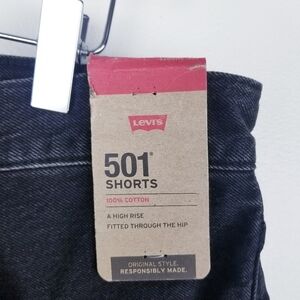 Levi's
501®
SHORTS
100% COTTON
A HIGH RISE
FITTED THROUGH THE HIP
ORIGINAL STYLE.
RESPONSIBLY MADE.